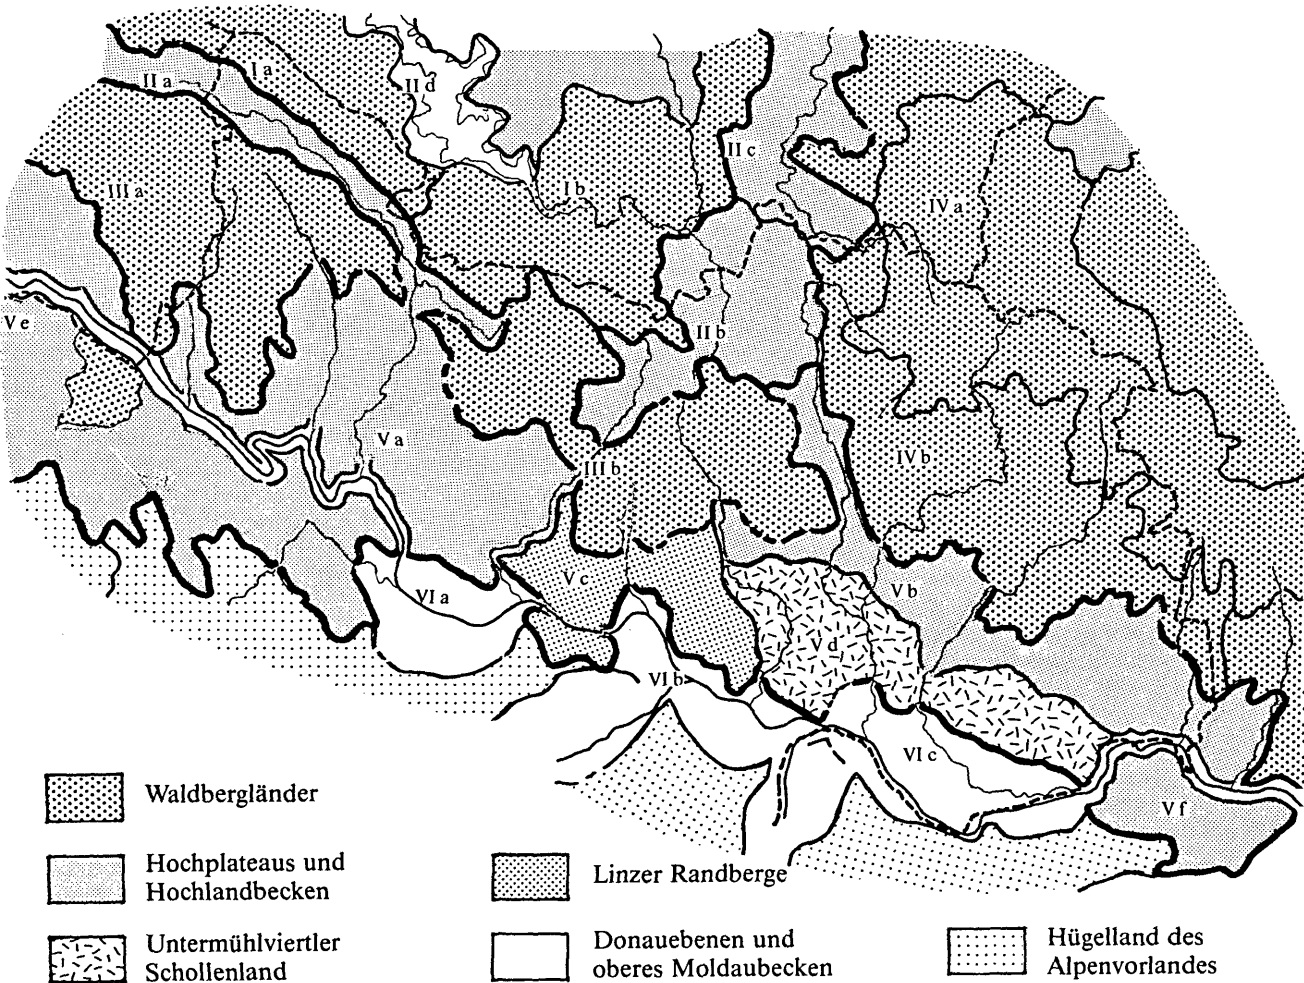 I a
II a
II d
II c
I b
III a
IV a
V e
II b
V a
III b
IV b
V c
V b
VI a
V d
VI b
VI c
V f
Waldbergländer
Hochplateaus und
Hochlandbecken
Untermühlviertler
Schollenland
Linzer Randberge
Donauebenen und
oberes Moldaubecken
Hügelland des
Alpenvorlandes